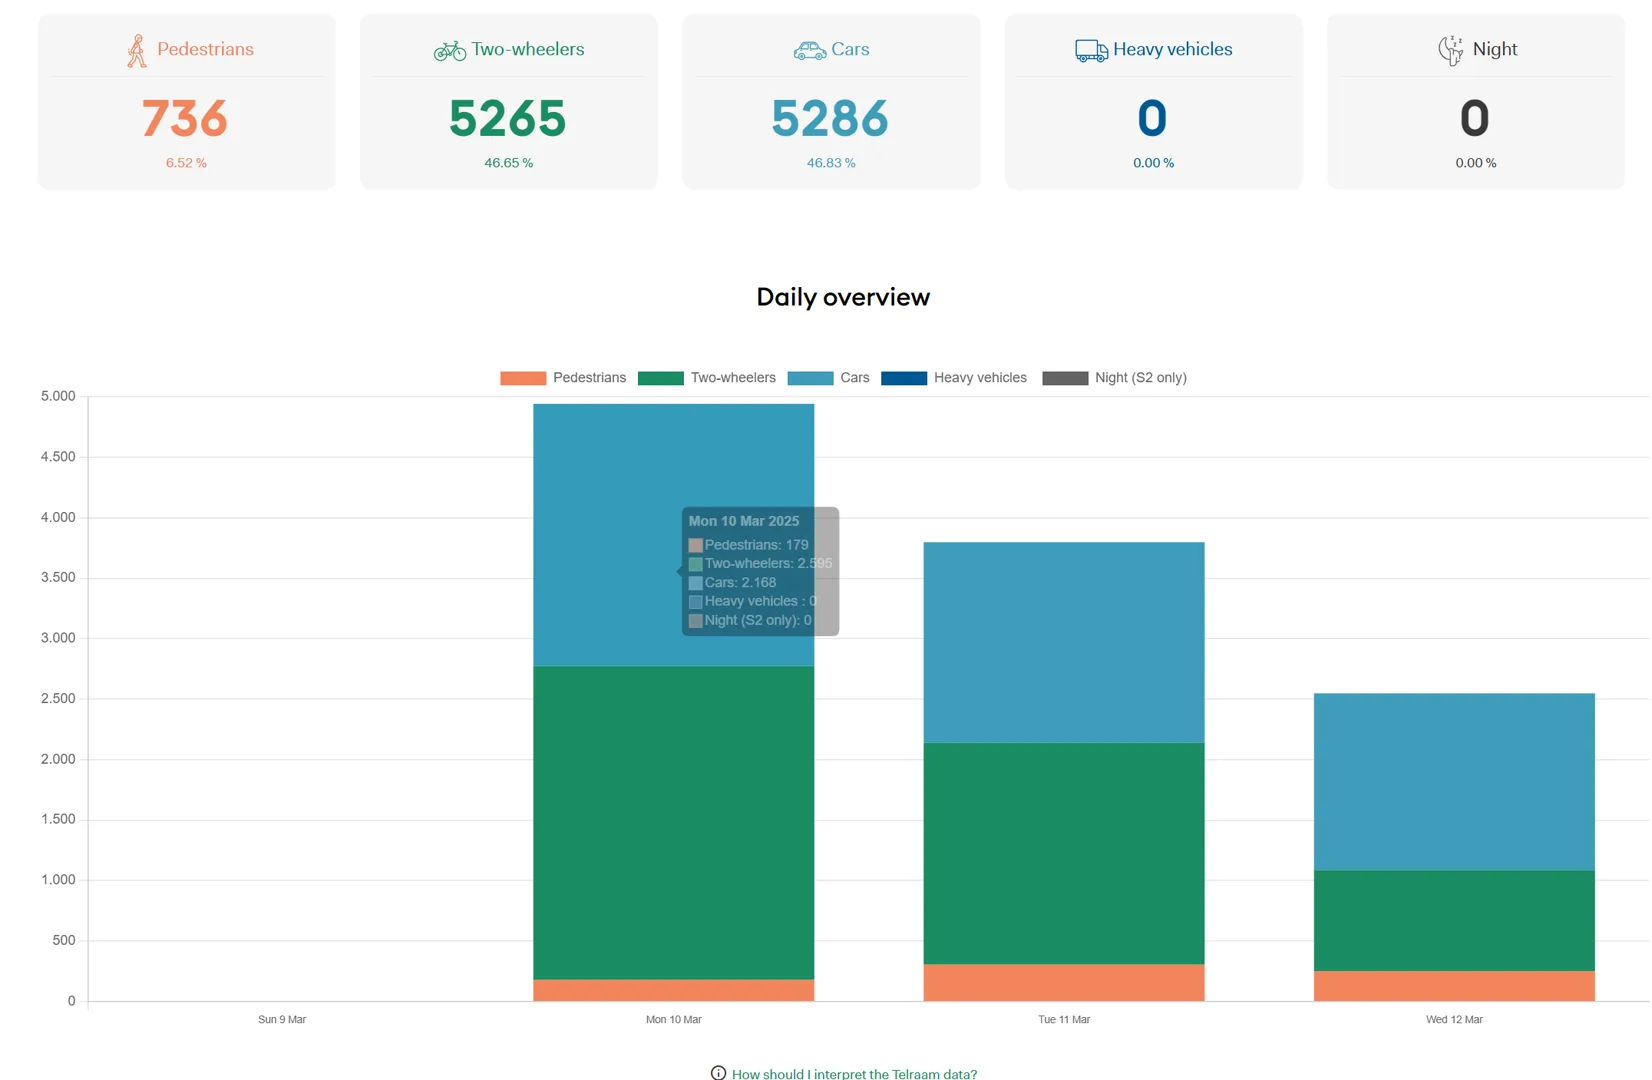 Pedestrians
736
6.52 %
Two-wheelers
5265
46.65 %
Cars
5286
46.83 %
Heavy vehicles
0
0.00 %
Night
0
0.00 %
Daily overview
Pedestrians Two-wheelers Cars Heavy vehicles Night (S2 only)
5.000
4.500
4.000
3.500
3.000
2.500
2.000
1.500
1.000
500
0
Mon 10 Mar 2025
Pedestrians: 179
Two-wheelers: 2.595
Cars: 2.168
Heavy vehicles : 0
Night (S2 only): 0
Sun 9 Mar Mon 10 Mar Tue 11 Mar Wed 12 Mar
How should I interpret the Telraam data?